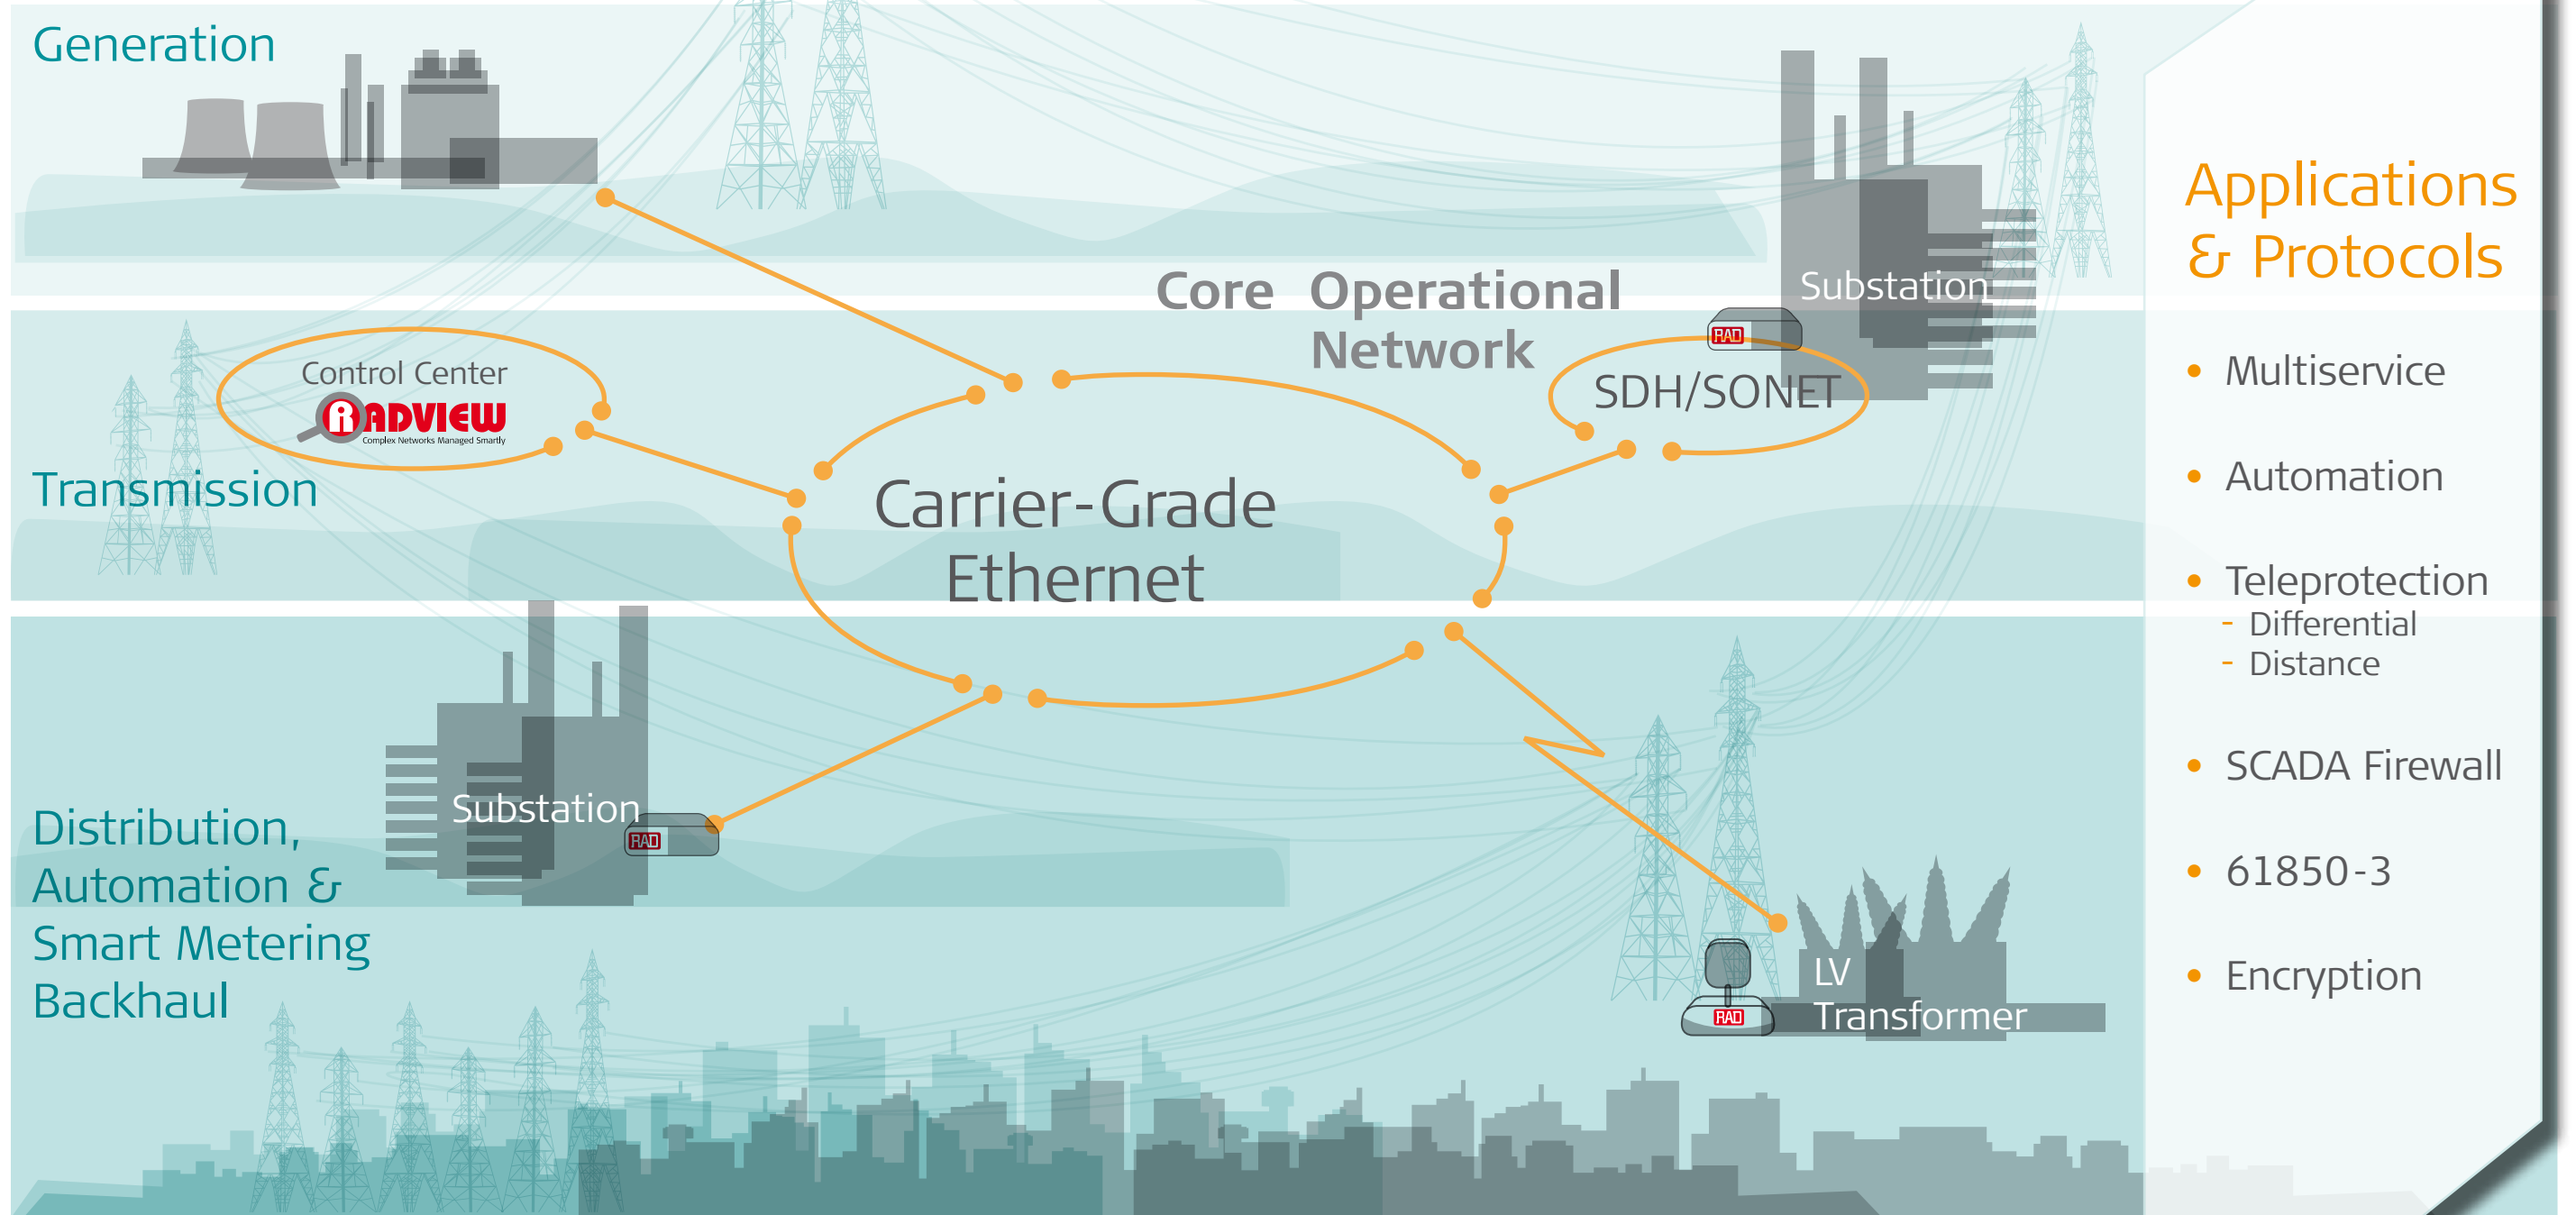 Generation
Core Operational
Network
Substation
RAD
SDH/SONET
Control Center
RADVIEW
Complex Networks Managed Smartly
Transmission
Carrier-Grade
Ethernet
Substation
RAD
Distribution,
Automation &
Smart Metering
Backhaul
LV
Transformer
RAD
Applications
& Protocols
• Multiservice
• Automation
• Teleprotection
- Differential
- Distance
• SCADA Firewall
• 61850-3
• Encryption